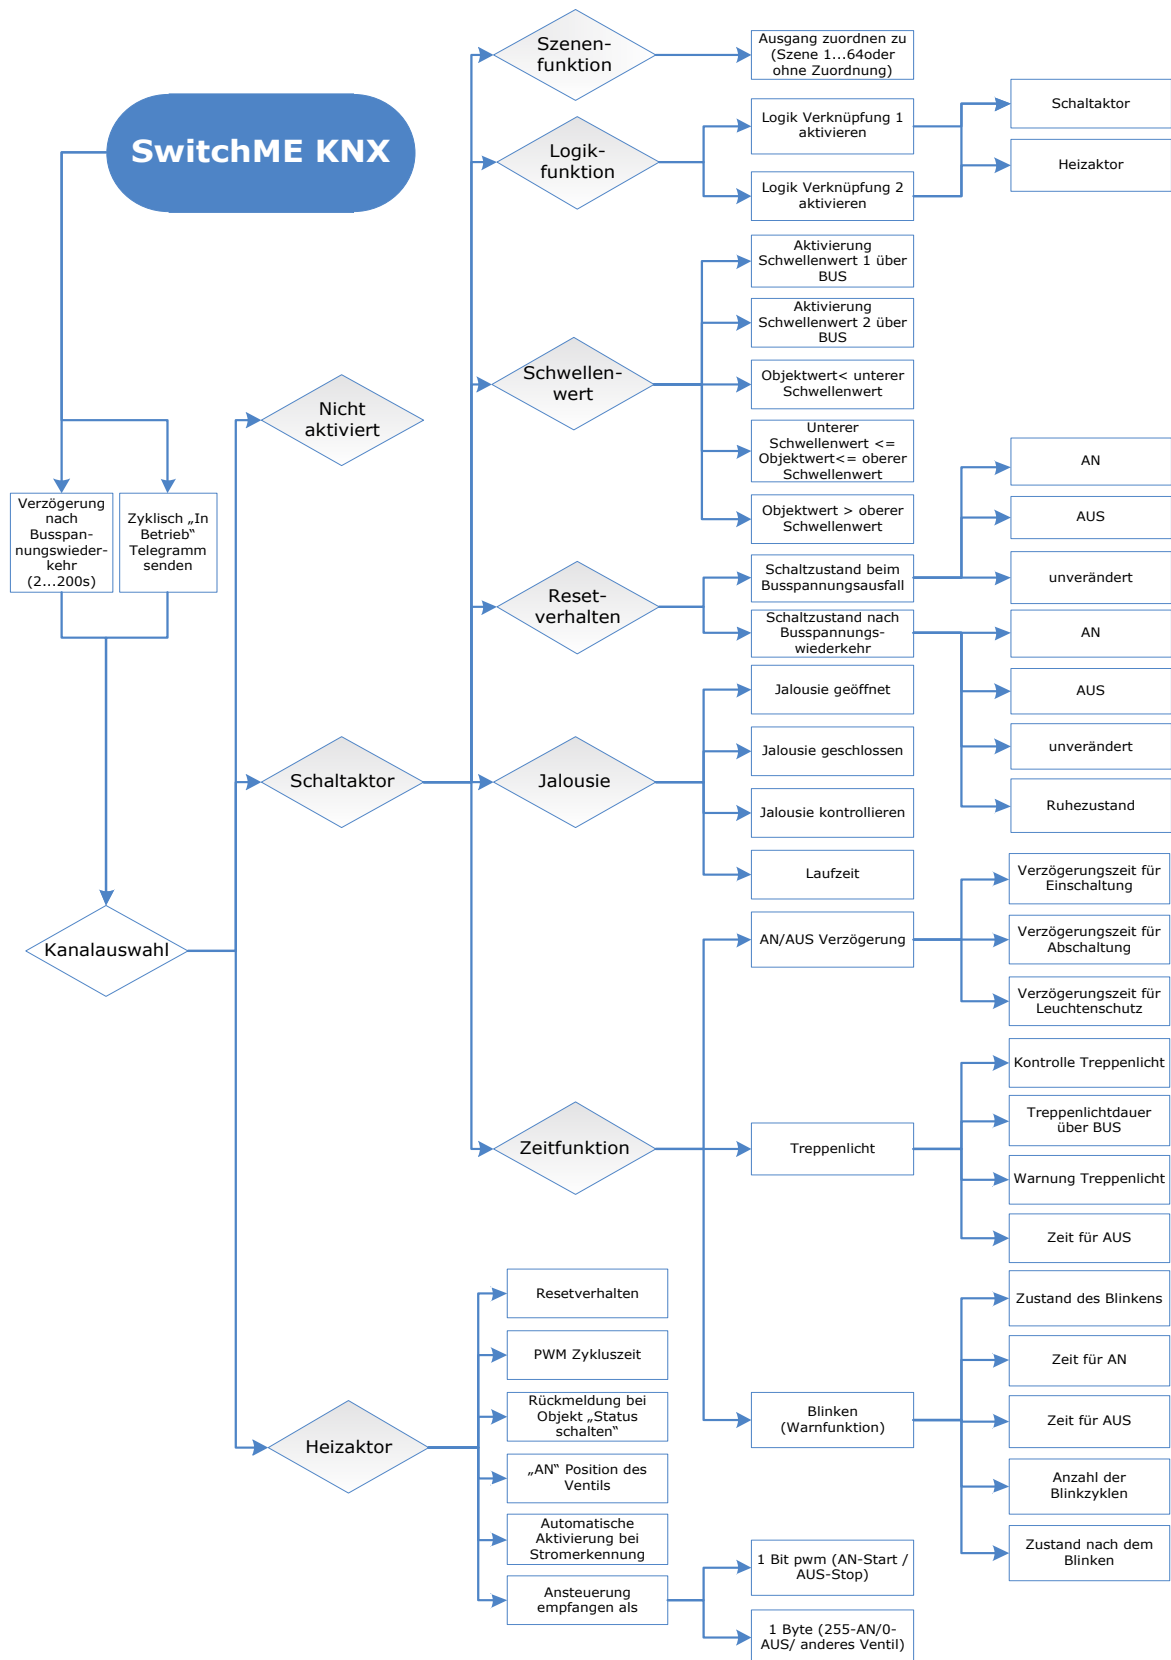 SwitchME KNX
Verzögerung
nach
Busspan-
nungswieder-
kehr
(2...200s)
Zyklisch „In
Betrieb“
Telegramm
senden
Kanalauswahl
Nicht
aktiviert
Schaltaktor
Heizaktor
Szenen-
funktion
Ausgang zuordnen zu
(Szene 1...64oder
ohne Zuordnung)
Logik-
funktion
Logik Verknüpfung 1
aktivieren
Logik Verknüpfung 2
aktivieren
Schaltaktor
Heizaktor
Schwellen-
wert
Aktivierung
Schwellenwert 1 über
BUS
Aktivierung
Schwellenwert 2 über
BUS
Objektwert< unterer
Schwellenwert
Unterer
Schwellenwert <=
Objektwert<= oberer
Schwellenwert
Objektwert > oberer
Schwellenwert
Reset-
verhalten
Schaltzustand beim
Busspannungsausfall
AN
AUS
unverändert
Schaltzustand nach
Busspannungs-
wiederkehr
AN
AUS
unverändert
Ruhezustand
Jalousie
Jalousie geöffnet
Jalousie geschlossen
Jalousie kontrollieren
Laufzeit
Zeitfunktion
AN/AUS Verzögerung
Verzögerungszeit für
Einschaltung
Verzögerungszeit für
Abschaltung
Verzögerungszeit für
Leuchtenschutz
Treppenlicht
Kontrolle Treppenlicht
Treppenlichtdauer
über BUS
Warnung Treppenlicht
Zeit für AUS
Blinken
(Warnfunktion)
Zustand des Blinkens
Zeit für AN
Zeit für AUS
Anzahl der
Blinkzyklen
Zustand nach dem
Blinken
Resetverhalten
PWM Zykluszeit
Rückmeldung bei
Objekt „Status
schalten“
„AN“ Position des
Ventils
Automatische
Aktivierung bei
Stromerkennung
Ansteuerung
empfangen als
1 Bit pwm (AN-Start /
AUS-Stop)
1 Byte (255-AN/0-
AUS/ anderes Ventil)